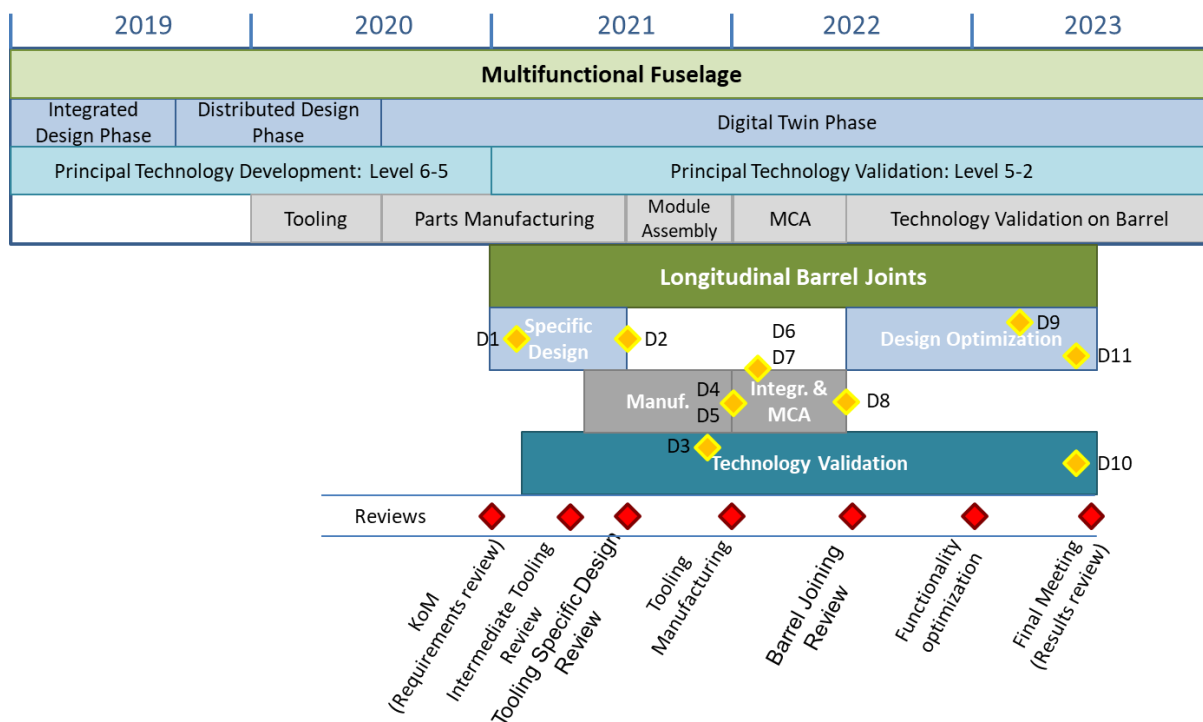 2019 2020 2021 2022 2023
Multifunctional Fuselage
Integrated
Design Phase
Distributed Design
Phase
Digital Twin Phase
Principal Technology Development: Level 6-5
Principal Technology Validation: Level 5-2
Tooling
Parts Manufacturing
Module
Assembly
MCA
Technology Validation on Barrel
Longitudinal Barrel Joints
D1
Specific
Design
D2
D6
D7
Design Optimization
D9
D11
Manuf.
D4
D5
Integr. &
MCA
D8
D3
Technology Validation
D10
Reviews
KoM
(Requirements review)
Intermediate Tooling
Review
Tooling Specific Design
Review
Tooling
Manufacturing
Barrel Joining
Review
Functionality
optimization
Final Meeting
(Results review)